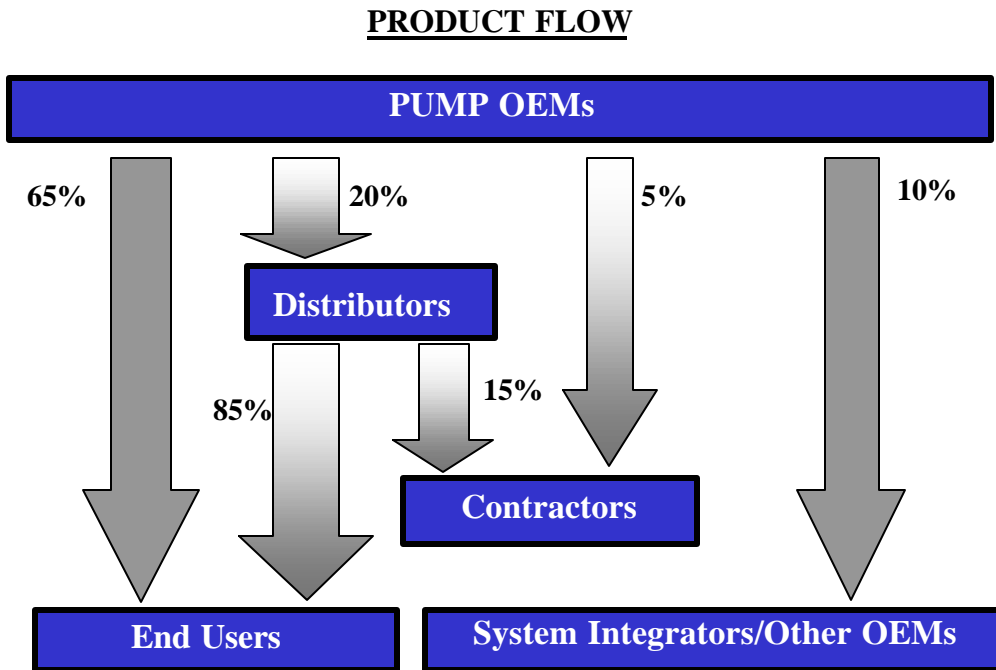 PRODUCT FLOW
PUMP OEMs
65%
20%
5%
10%
Distributors
85%
15%
Contractors
End Users
System Integrators/Other OEMs